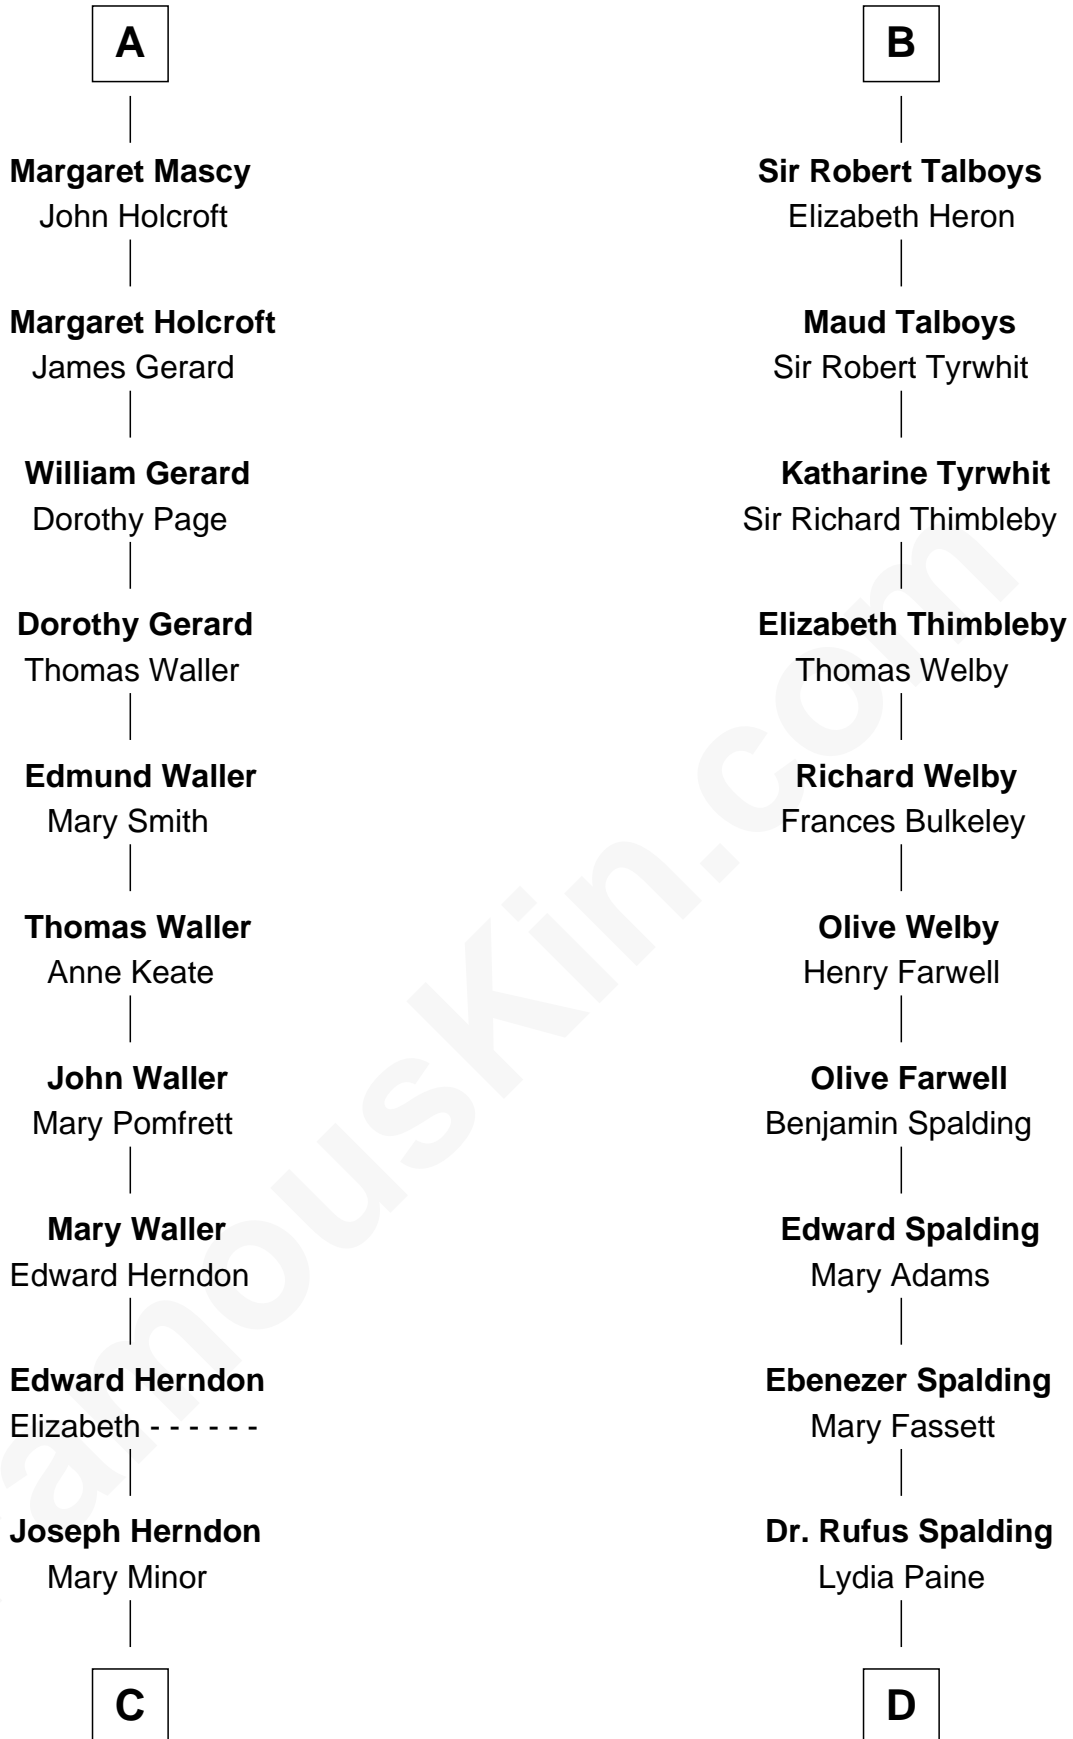 A
Margaret Mascy
John Holcroft
Margaret Holcroft
James Gerard
William Gerard
Dorothy Page
Dorothy Gerard
Thomas Waller
Edmund Waller
Mary Smith
Thomas Waller
Anne Keate
John Waller
Mary Pomfrett
Mary Waller
Edward Herndon
Edward Herndon
Elizabeth - - - - - -
Joseph Herndon
Mary Minor
C
B
Sir Robert Talboys
Elizabeth Heron
Maud Talboys
Sir Robert Tyrwhit
Katharine Tyrwhit
Sir Richard Thimbleby
Elizabeth Thimbleby
Thomas Welby
Richard Welby
Frances Bulkeley
Olive Welby
Henry Farwell
Olive Farwell
Benjamin Spalding
Edward Spalding
Mary Adams
Ebenezer Spalding
Mary Fassett
Dr. Rufus Spalding
Lydia Paine
D
amousKin.com